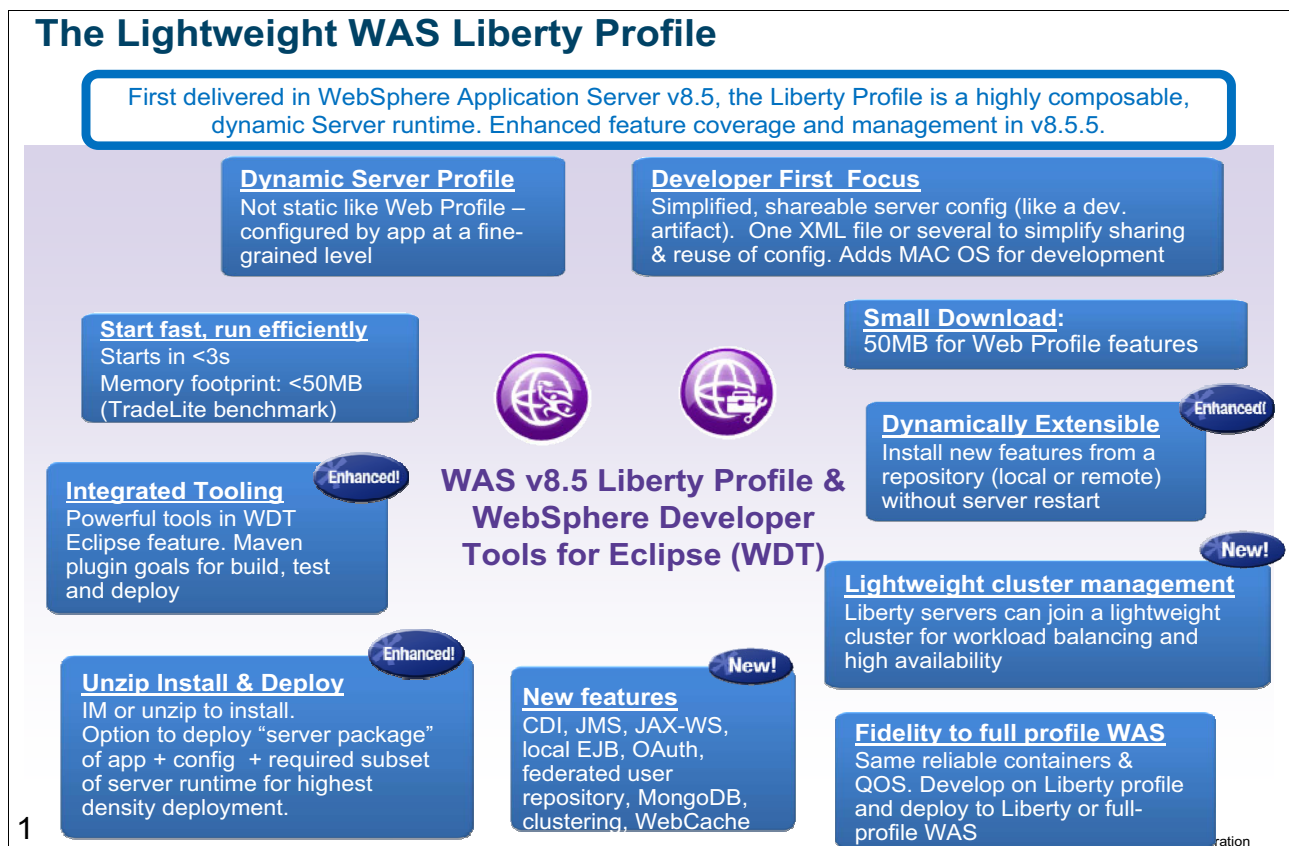 The Lightweight WAS Liberty Profile
First delivered in WebSphere Application Server v8.5, the Liberty Profile is a highly composable,
dynamic Server runtime. Enhanced feature coverage and management in v8.5.5.
Dynamic Server Profile
Not static like Web Profile –
configured by app at a fine-
grained level
Developer First  Focus
Simplified, shareable server config (like a dev.
artifact).  One XML file or several to simplify sharing
& reuse of config. Adds MAC OS for development
Start fast, run efficiently
Starts in <3s
Memory footprint: <50MB
(TradeLite benchmark)
Small Download:
50MB for Web Profile features
Enhanced!
Dynamically Extensible
Install new features from a
repository (local or remote)
without server restart
Enhanced!
Integrated Tooling
Powerful tools in WDT
Eclipse feature. Maven
plugin goals for build, test
and deploy
WAS v8.5 Liberty Profile &
WebSphere Developer
Tools for Eclipse (WDT)
New!
Lightweight cluster management
Liberty servers can join a lightweight
cluster for workload balancing and
high availability
Enhanced!
Unzip Install & Deploy
IM or unzip to install.
Option to deploy “server package”
of app + config  + required subset
of server runtime for highest
density deployment.
New!
New features
CDI, JMS, JAX-WS,
local EJB, OAuth,
federated user
repository, MongoDB,
clustering, WebCache
Fidelity to full profile WAS
Same reliable containers &
QOS. Develop on Liberty profile
and deploy to Liberty or full-
profile WAS
1
ration